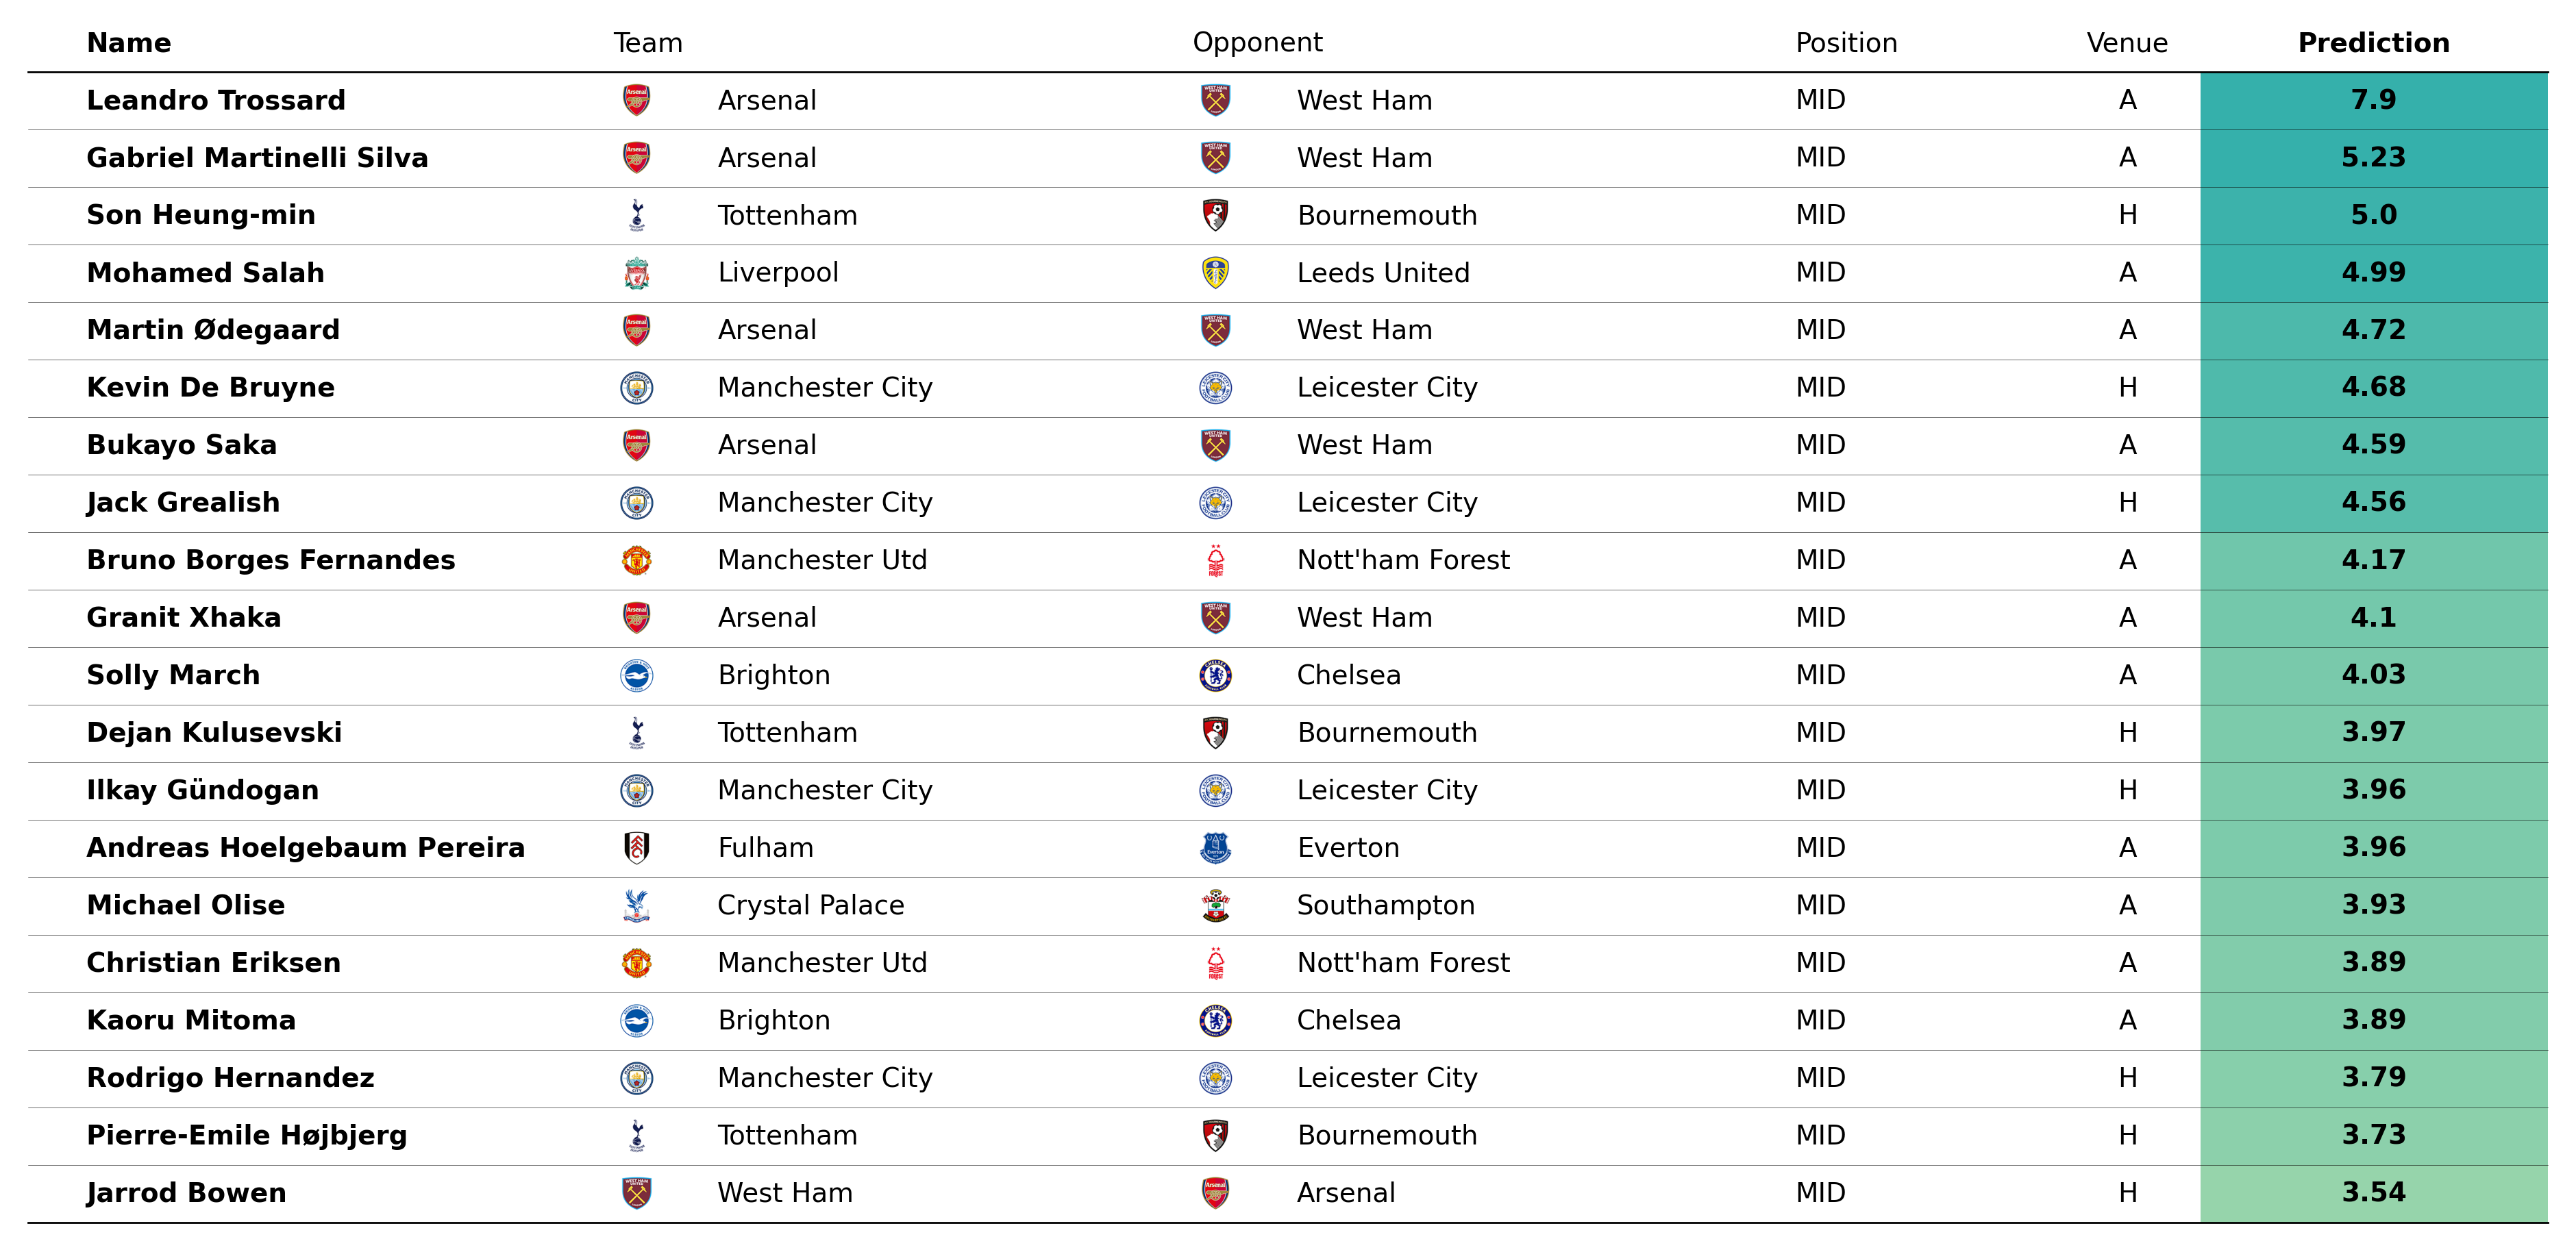 Name Team Opponent Position Venue Prediction
Leandro Trossard Arsenal West Ham MID A 7.9
Gabriel Martinelli Silva Arsenal West Ham MID A 5.23
Son Heung-min Tottenham Bournemouth MID H 5.0
Mohamed Salah Liverpool Leeds United MID A 4.99
Martin Ødegaard Arsenal West Ham MID A 4.72
Kevin De Bruyne Manchester City Leicester City MID H 4.68
Bukayo Saka Arsenal West Ham MID A 4.59
Jack Grealish Manchester City Leicester City MID H 4.56
Bruno Borges Fernandes Manchester Utd Nott'ham Forest MID A 4.17
Granit Xhaka Arsenal West Ham MID A 4.1
Solly March Brighton Chelsea MID A 4.03
Dejan Kulusevski Tottenham Bournemouth MID H 3.97
Ilkay Gündogan Manchester City Leicester City MID H 3.96
Andreas Hoelgebaum Pereira Fulham Everton MID A 3.96
Michael Olise Crystal Palace Southampton MID A 3.93
Christian Eriksen Manchester Utd Nott'ham Forest MID A 3.89
Kaoru Mitoma Brighton Chelsea MID A 3.89
Rodrigo Hernandez Manchester City Leicester City MID H 3.79
Pierre-Emile Højbjerg Tottenham Bournemouth MID H 3.73
Jarrod Bowen West Ham Arsenal MID H 3.54